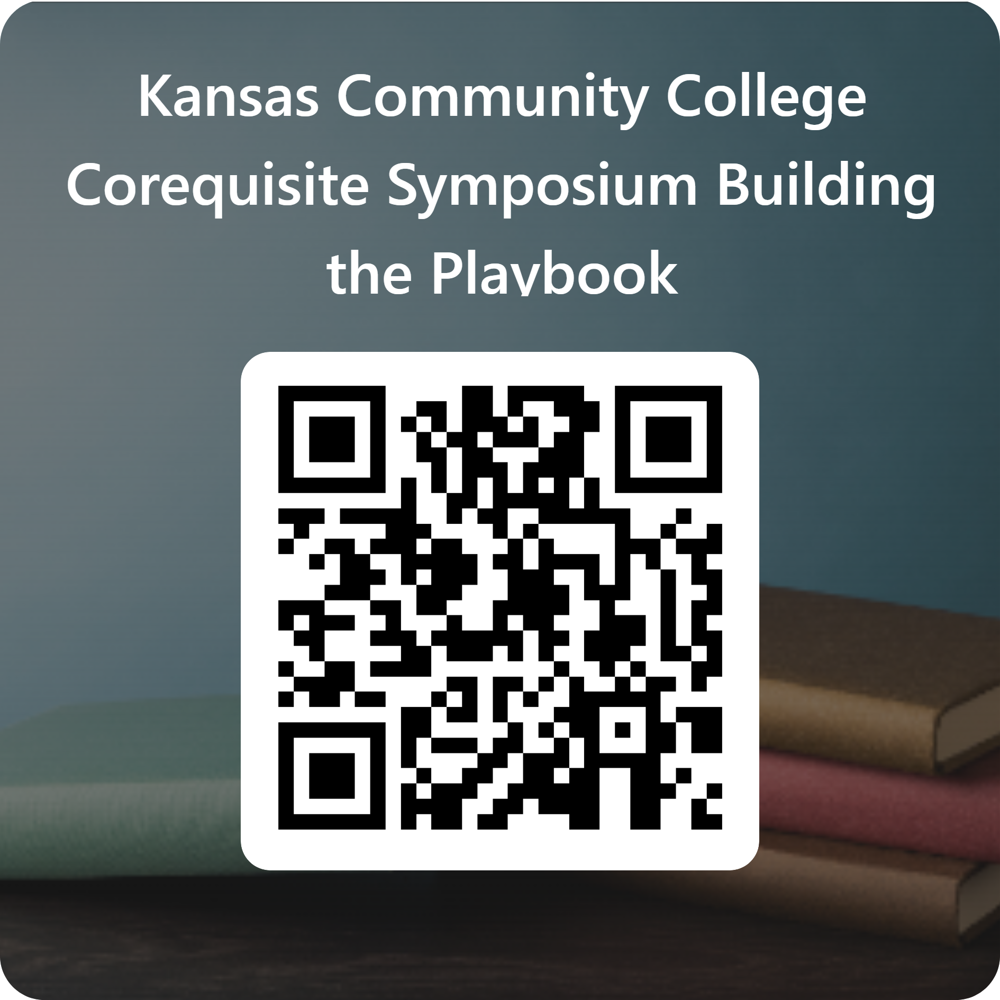 Kansas Community College
Corequisite Symposium Building
the Playbook